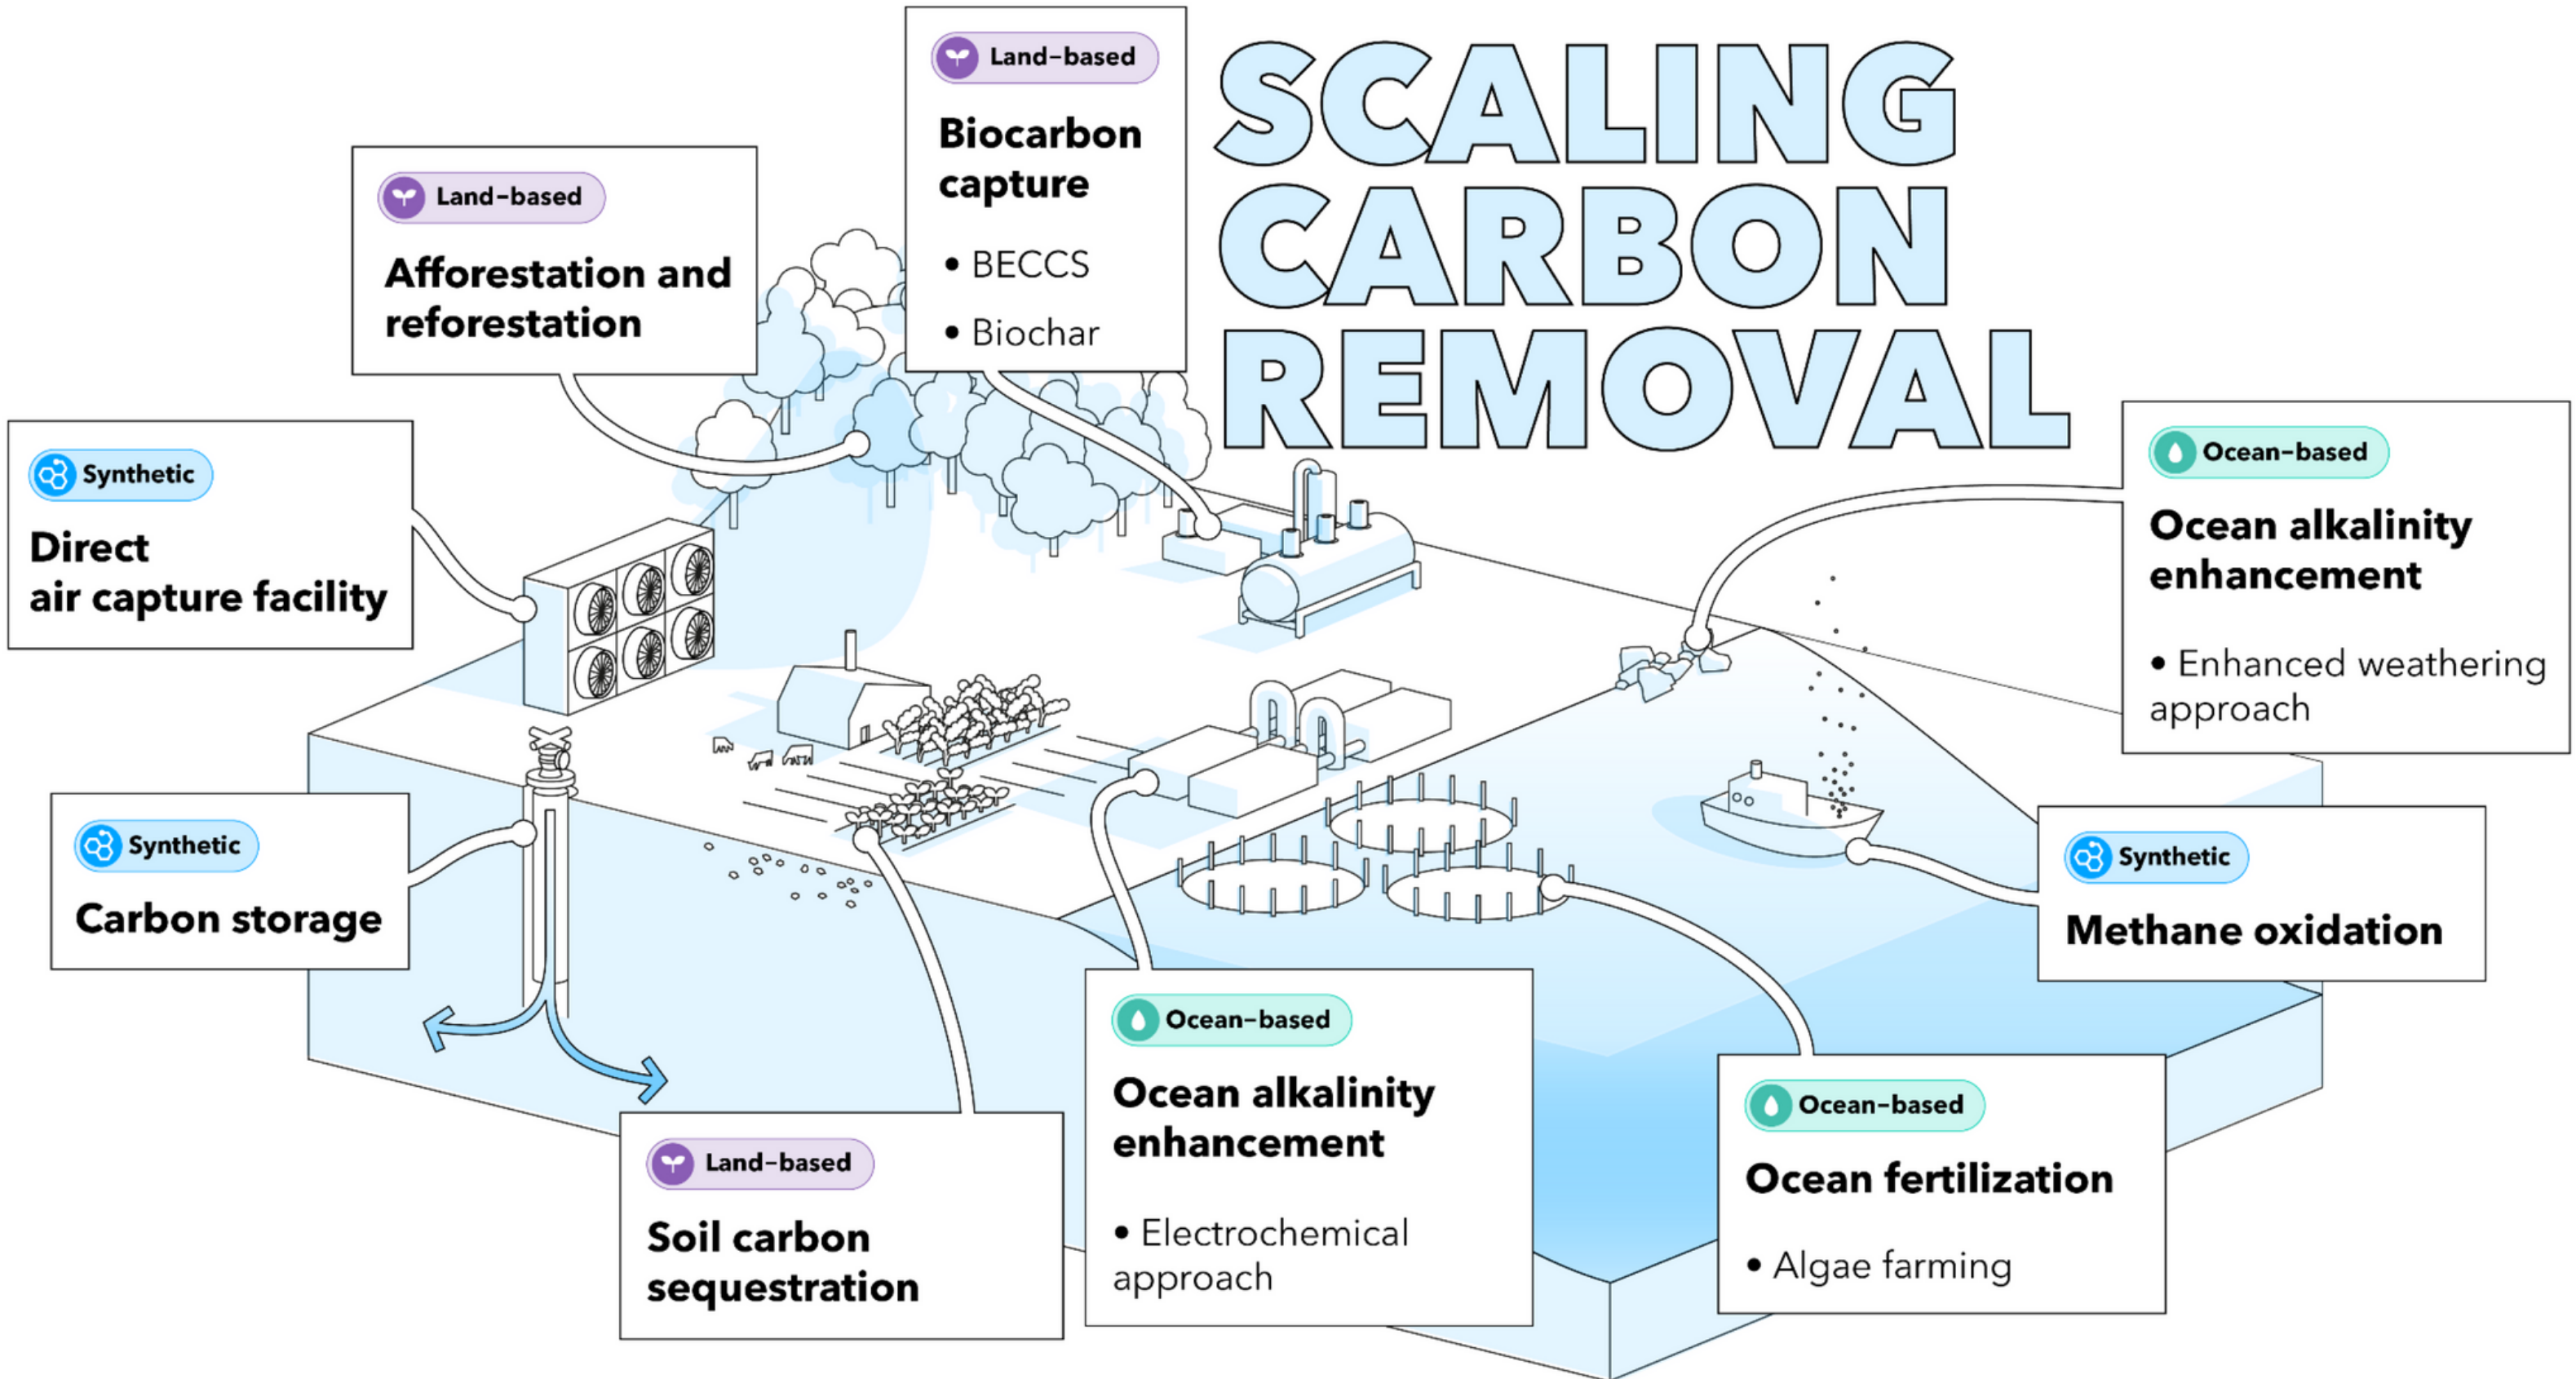 SCALING
CARBON
REMOVAL
Land-based
Biocarbon
capture
• BECCS
• Biochar
Land-based
Afforestation and
reforestation
Synthetic
Direct
air capture facility
Ocean-based
Ocean alkalinity
enhancement
• Enhanced weathering
approach
Synthetic
Carbon storage
Synthetic
Methane oxidation
Land-based
Soil carbon
sequestration
Ocean-based
Ocean alkalinity
enhancement
• Electrochemical
approach
Ocean-based
Ocean fertilization
• Algae farming